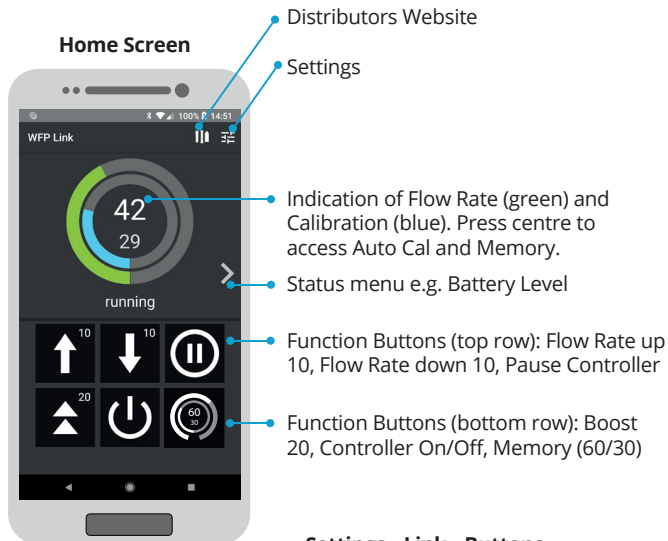 Distributors Website
Home Screen
Settings
100% 14:51
WFP Link
42
29
running
Indication of Flow Rate (green) and
Calibration (blue). Press centre to
access Auto Cal and Memory.
Status menu e.g. Battery Level
10
10
Function Buttons (top row): Flow Rate up
10, Flow Rate down 10, Pause Controller
20
60
30
Function Buttons (bottom row): Boost
20, Controller On/Off, Memory (60/30)